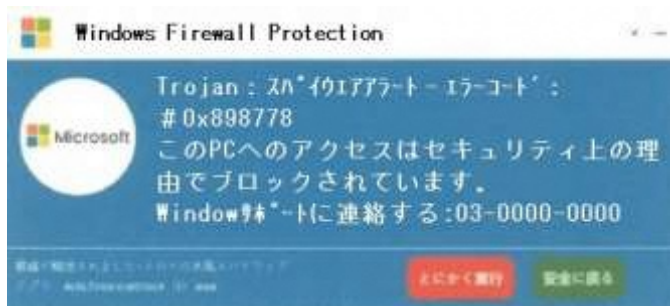 Windows Firewall Protection
Microsoft
Trojan:スパイウエアアラート - エラーコード:
#0x898778
このPCへのアクセスはセキュリティ上の理
由でブロックされています。
Windowサポートに連絡する:03-0000-0000
とにかく実行
安全に戻る